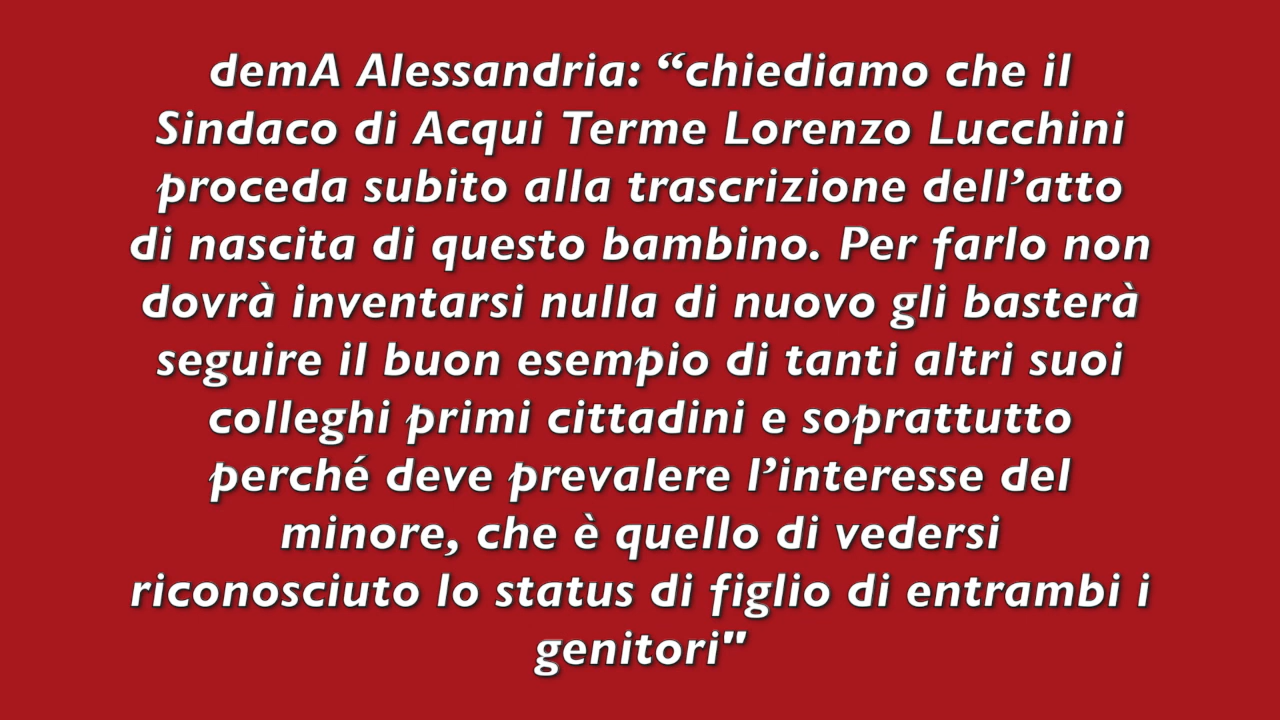 demA Alessandria: “chiediamo che il
Sindaco di Acqui Terme Lorenzo Lucchini
proceda subito alla trascrizione dell’atto
di nascita di questo bambino. Per farlo non
dovrà inventarsi nulla di nuovo gli basterà
seguire il buon esempio di tanti altri suoi
colleghi primi cittadini e soprattutto
perché deve prevalere l’interesse del
minore, che è quello di vedersi
riconosciuto lo status di figlio di entrambi i
genitori"